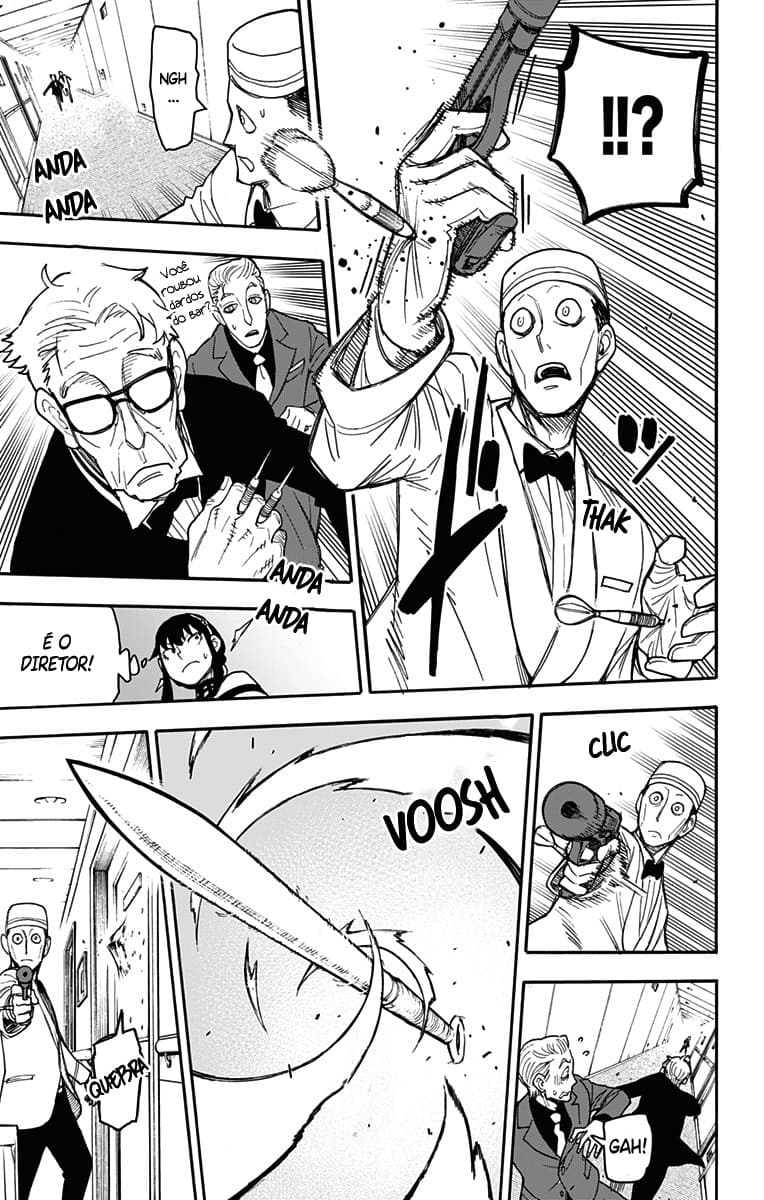 !!?
THAK
NGH
...
ANDA
ANDA
Você
roubou
dardos
do bar?
ANDA
ANDA
É O
DIRETOR!
CLIC
GAH!
VOOSH
QUEBRA